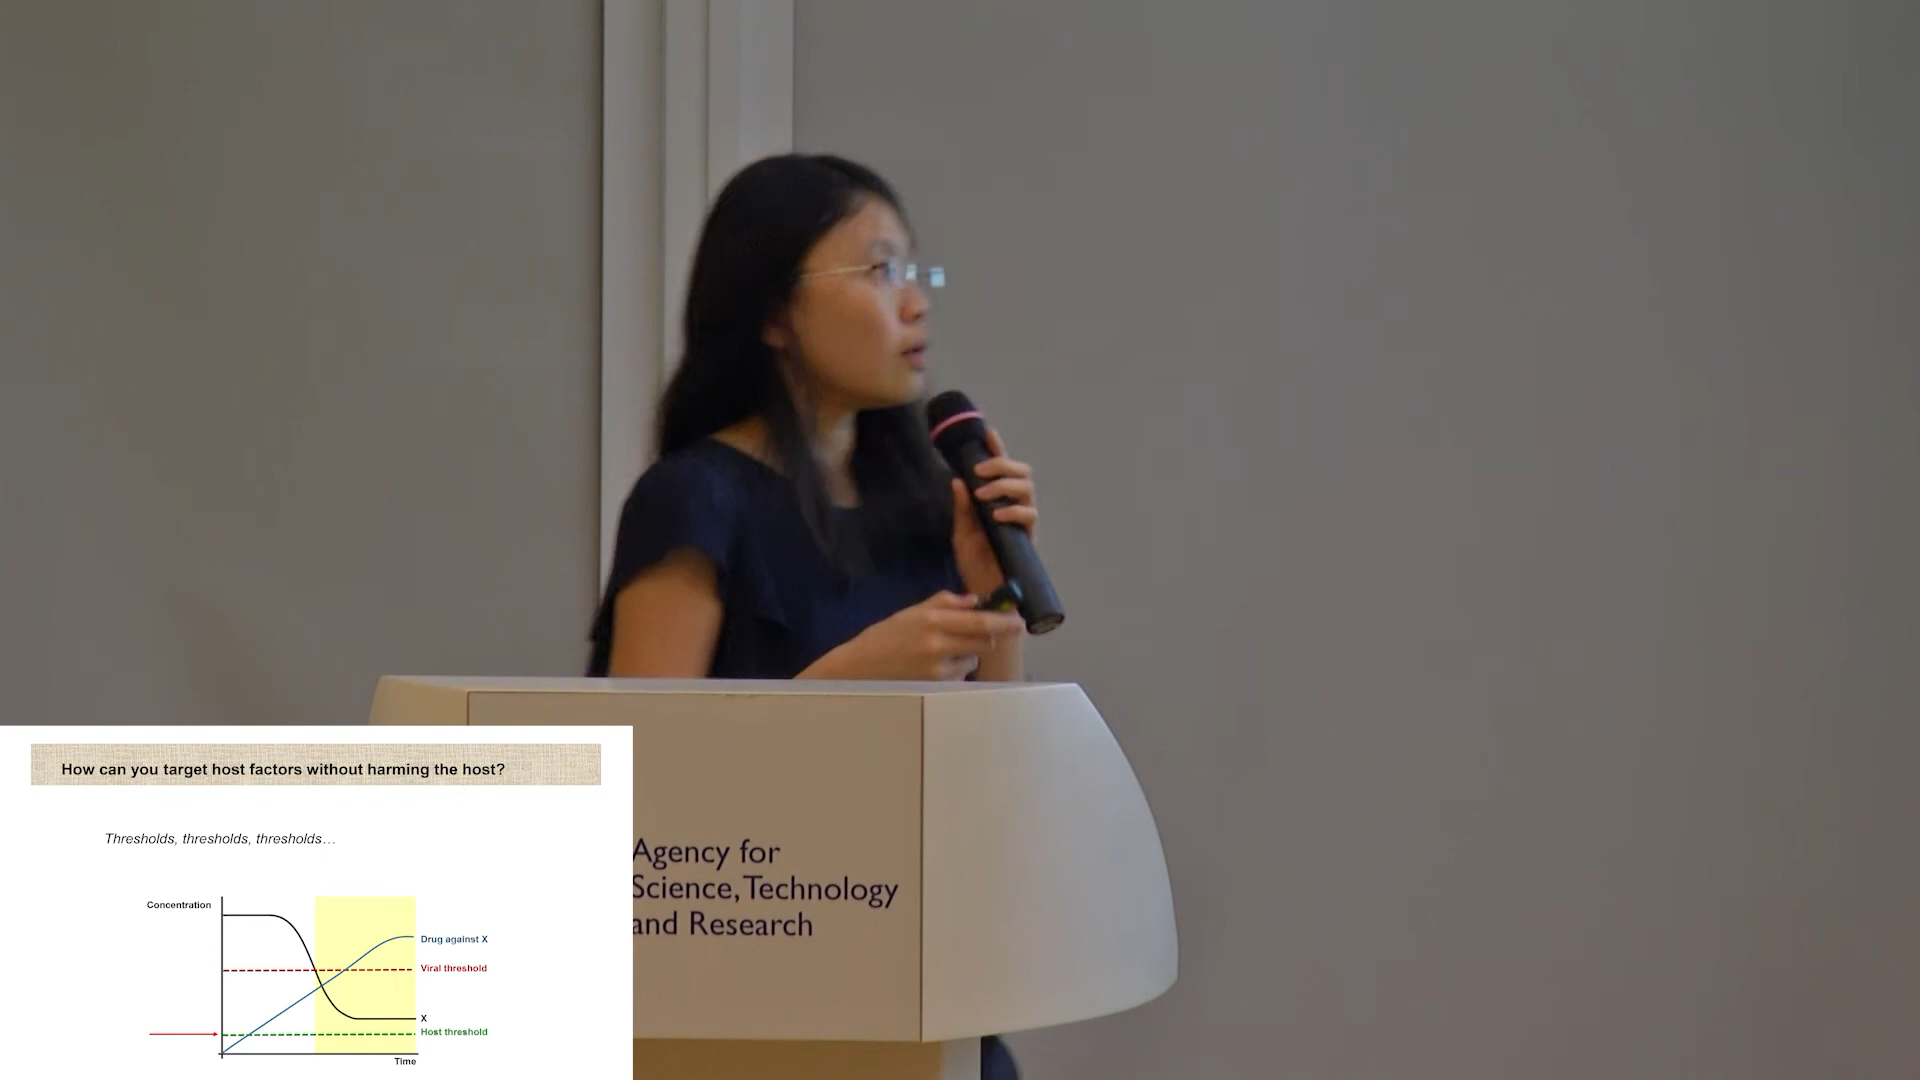 How can you target host factors without harming the host?
Thresholds, thresholds, thresholds…
Concentration
Drug against X
Viral threshold
X
Host threshold
Time
Agency for
Science, Technology
and Research